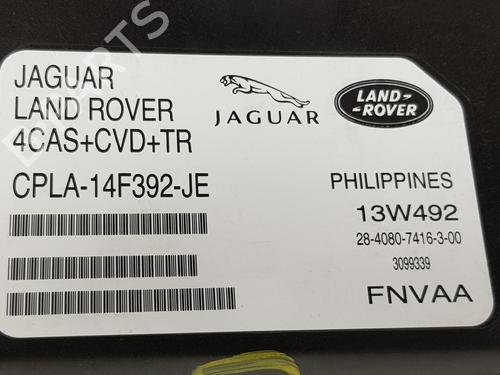 JAGUAR
LAND ROVER
4CAS+CVD+TR
CPLA-14F392-JE
JAGUAR
LAND-
-ROVER
PHILIPPINES
13W492
28-4080-7416-3-00
3099339
FNVAA